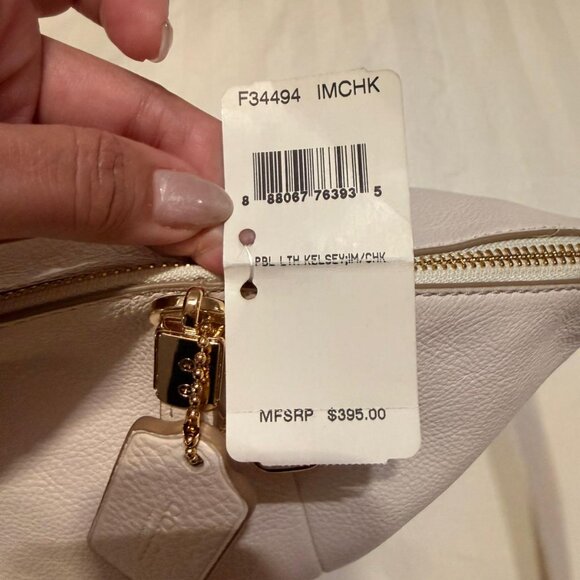 F34494 IMCHK
8 88067 76393 5
PBL LTH KELSEY;IM/CHK
MFSRP $395.00